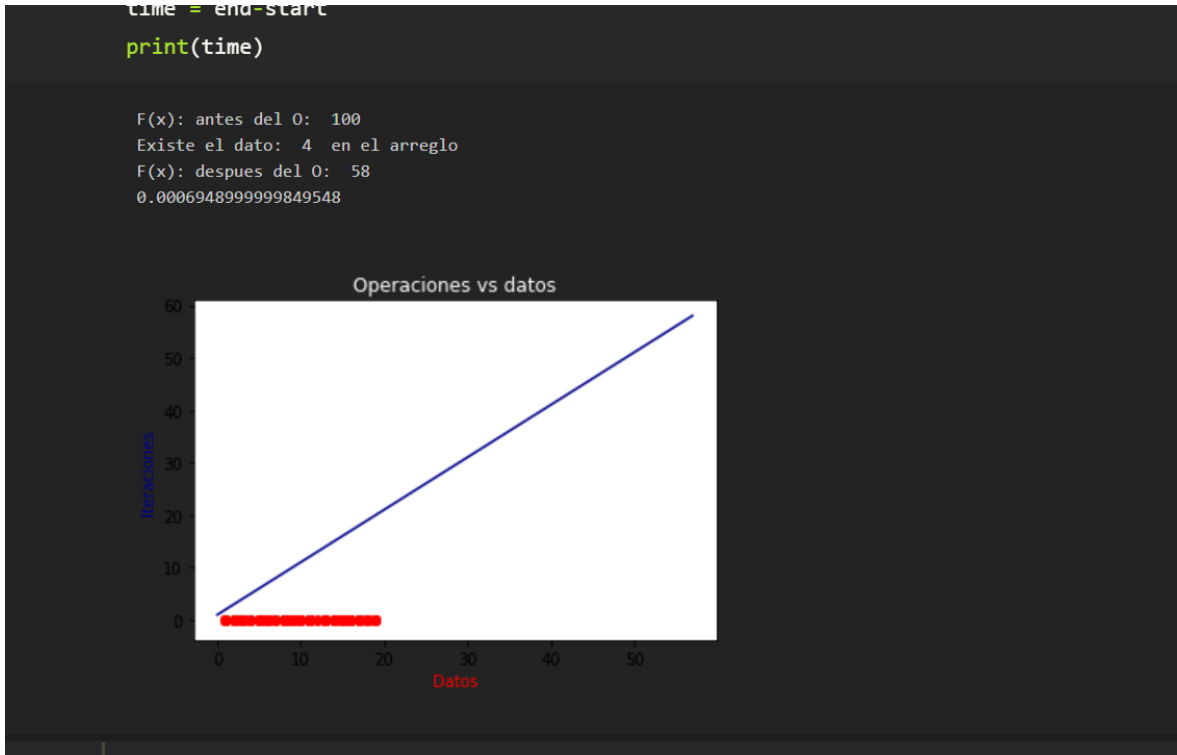 time = end-start
print(time)
F(x): antes del O:  100
Existe el dato:  4  en el arreglo
F(x): despues del O:  58
0.0006948999999849548
Operaciones vs datos
60
50
40
30
20
10
0
Iteraciones
0 10 20 30 40 50
Datos